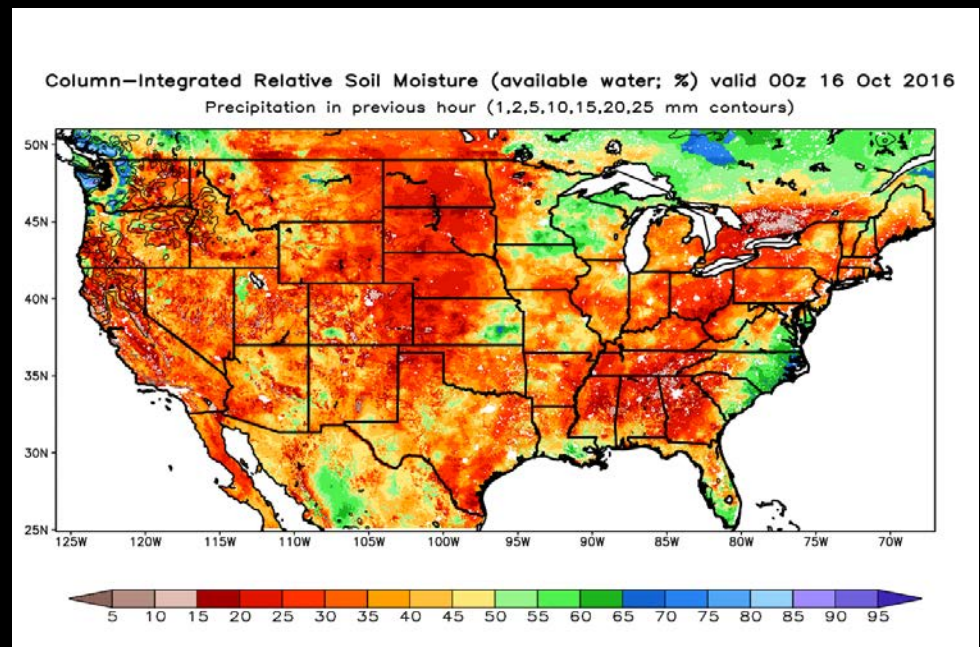 Column-Integrated Relative Soil Moisture (available water; %) valid 00z 16 Oct 2016
Precipitation in previous hour (1,2,5,10,15,20,25 mm contours)
50N
45N
40N
35N
30N
25N
125W 120W 115W 110W 105W 100W 95W 90W 85W 80W 75W 70W
5 10 15 20 25 30 35 40 45 50 55 60 65 70 75 80 85 90 95